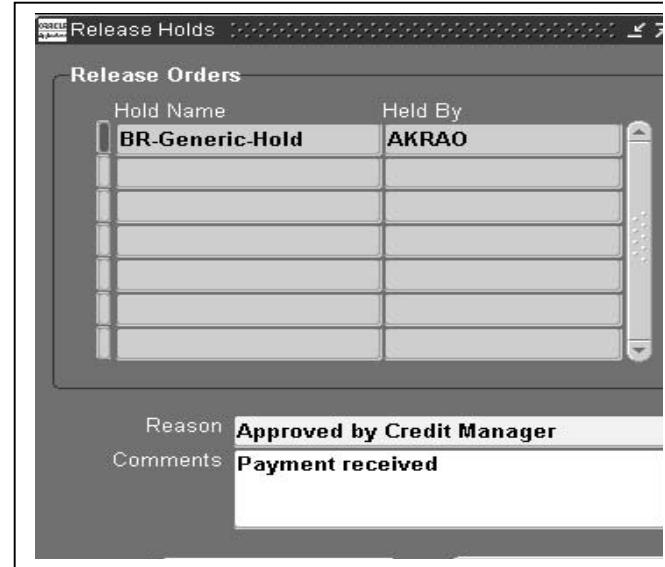 Release Holds
Release Orders
Hold Name Held By
BR-Generic-Hold AKRAO
Reason Approved by Credit Manager
Comments Payment received